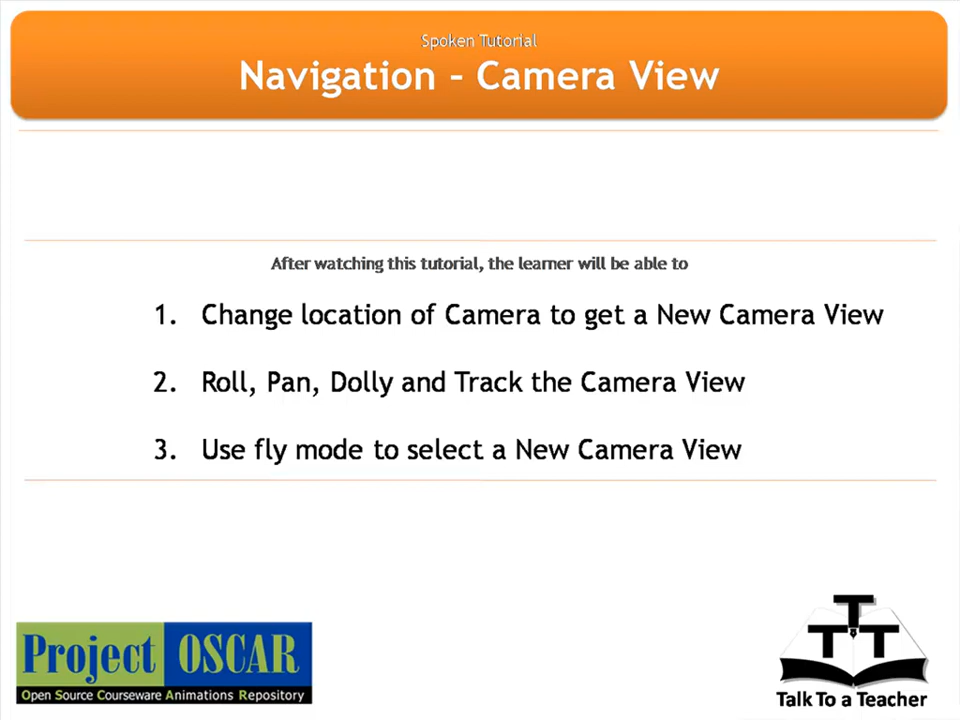 Spoken Tutorial
Navigation - Camera View
After watching this tutorial, the learner will be able to
1. Change location of Camera to get a New Camera View
2. Roll, Pan, Dolly and Track the Camera View
3. Use fly mode to select a New Camera View
Project OSCAR
Open Source Courseware Animations Repository
T
T T
Talk To a Teacher